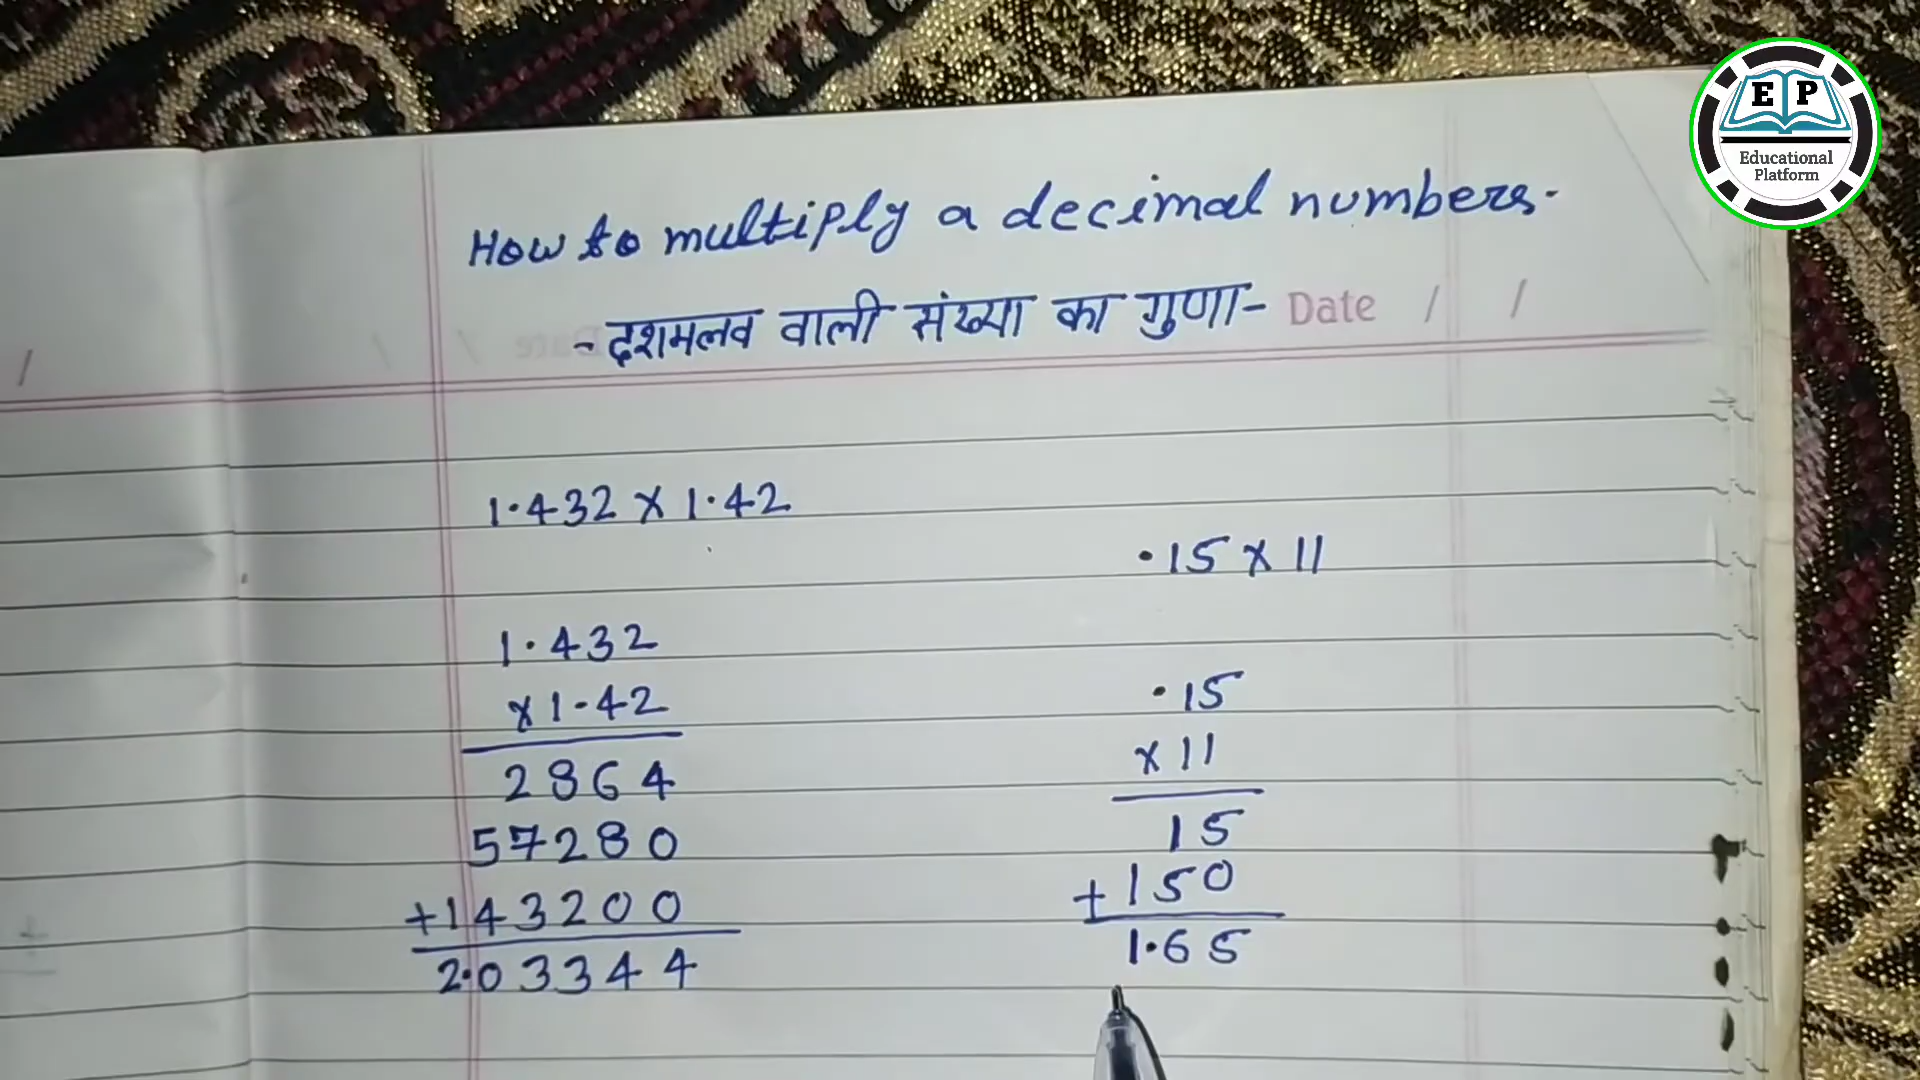 E P
Educational
Platform
How to multiply a decimal numbers.
- दशमलव वाली संख्या का गुणा-
Date / /
1.432 x 1.42
1.432
x 1.42
2864
57280
+143200
2.03344
.15 x 11
.15
x 11
15
+150
1.65